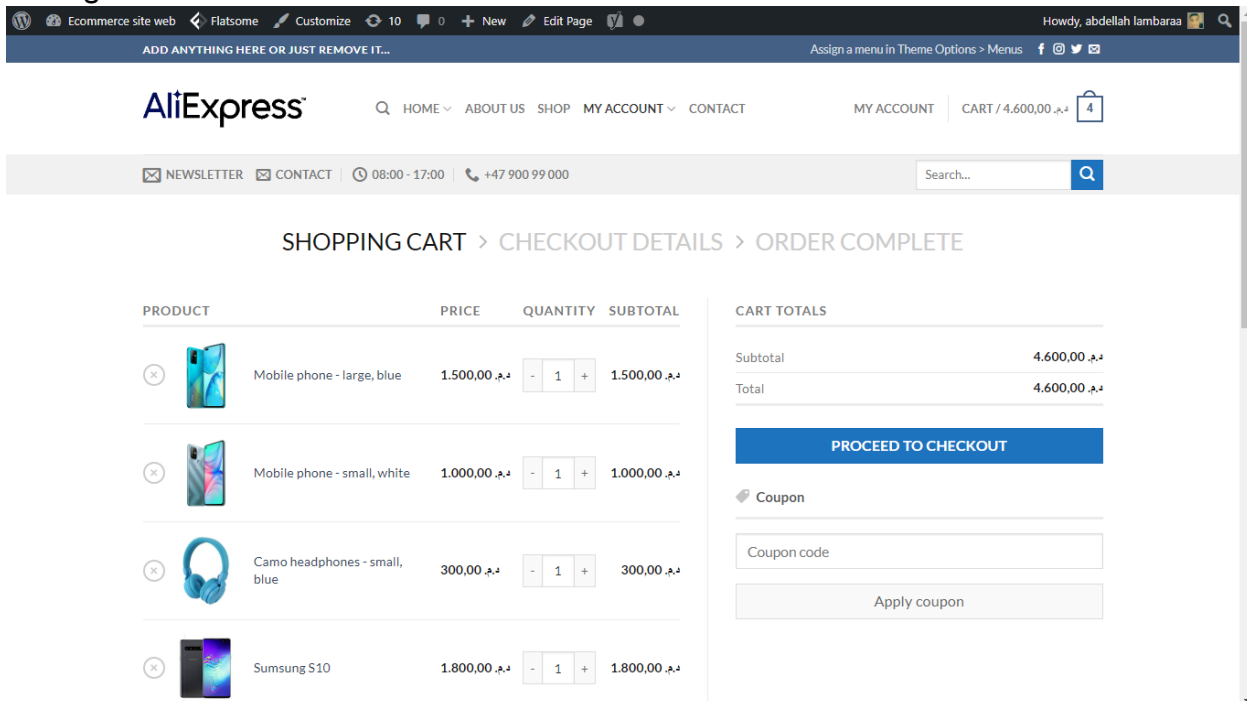 Ecommerce site web Flatsome Customize 10 0 New Edit Page Howdy, abdellah lambaraa
ADD ANYTHING HERE OR JUST REMOVE IT... Assign a menu in Theme Options > Menus
AliExpress™ HOME ABOUT US SHOP MY ACCOUNT CONTACT MY ACCOUNT CART / 4.600,00 د.م. 4
NEWSLETTER CONTACT 08:00 - 17:00 +47 900 99 000 Search...
SHOPPING CART > CHECKOUT DETAILS > ORDER COMPLETE
PRODUCT PRICE QUANTITY SUBTOTAL
Mobile phone - large, blue 1.500,00 د.م. - 1 + 1.500,00 د.م.
Mobile phone - small, white 1.000,00 د.م. - 1 + 1.000,00 د.م.
Camo headphones - small,
blue 300,00 د.م. - 1 + 300,00 د.م.
Sumsung S10 1.800,00 د.م. - 1 + 1.800,00 د.م.
CART TOTALS
Subtotal 4.600,00 د.م.
Total 4.600,00 د.م.
PROCEED TO CHECKOUT
Coupon
Coupon code
Apply coupon